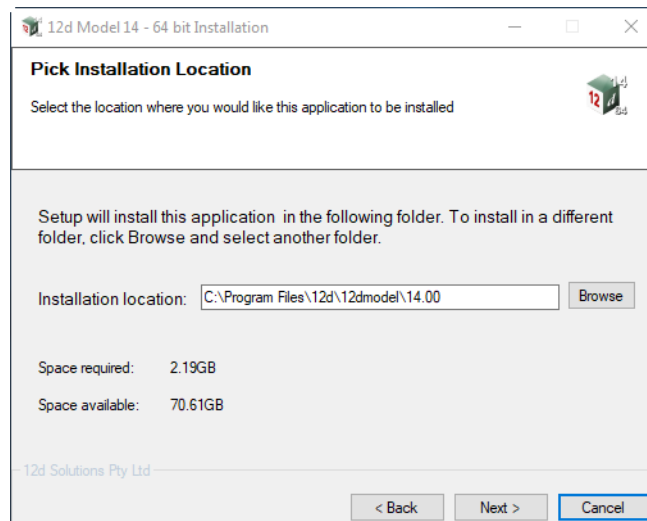 12d Model 14 - 64 bit Installation
Pick Installation Location
Select the location where you would like this application to be installed
14
12 d
64
Setup will install this application in the following folder. To install in a different
folder, click Browse and select another folder.
Installation location: C:\Program Files\12d\12dmodel\14.00 Browse
Space required: 2.19GB
Space available: 70.61GB
12d Solutions Pty Ltd
< Back Next > Cancel